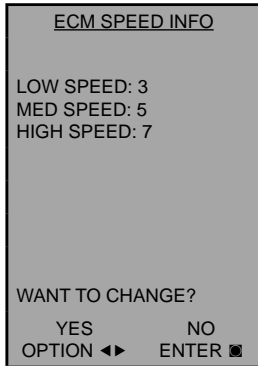 ECM SPEED INFO
LOW SPEED: 3
MED SPEED: 5
HIGH SPEED: 7
WANT TO CHANGE?
YES NO
OPTION ◄► ENTER ◙